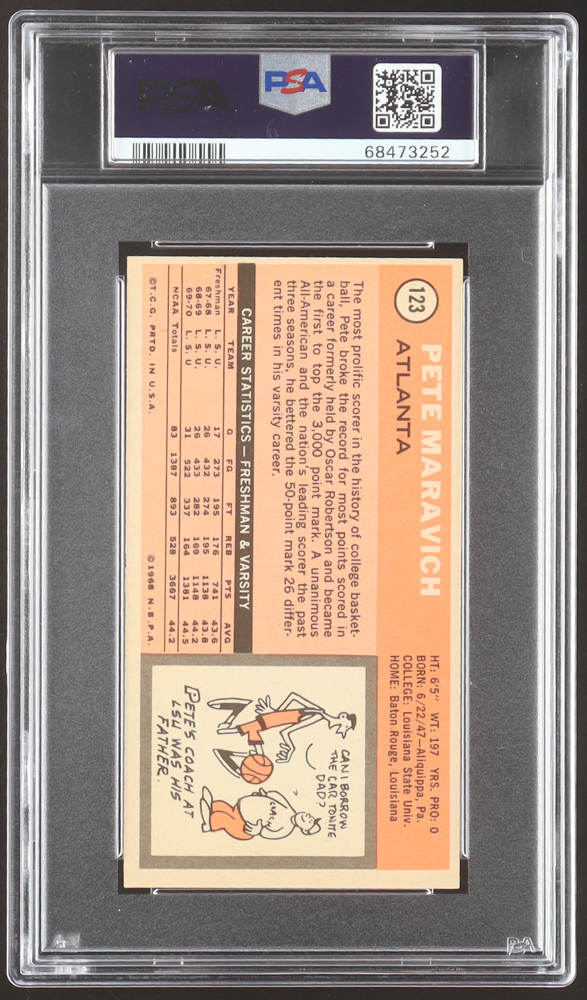 PSA
PSA
68473252
123
PETE MARAVICH
ATLANTA
HT: 6'5" WT: 197 YRS. PRO: 0
BORN: 6/22/47—Aliquippa, Pa.
COLLEGE: Louisiana State Univ.
HOME: Baton Rouge, Louisiana
The most prolific scorer in the history of college basket-
ball, Pete broke the record for most points scored in
a career formerly held by Oscar Robertson and became
the first to top the 3,000 point mark. A unanimous
All-American and the nation's leading scorer the past
three seasons, he bettered the 50-point mark 26 differ-
ent times in his varsity career.
CAREER STATISTICS—FRESHMAN & VARSITY
YEAR TEAM G FG FT REB PTS AVG
Freshman L. S. U. 17 273 195 176 741 43.6
67-68 L. S. U. 26 432 274 195 1138 43.8
68-69 L. S. U. 26 433 282 169 1148 44.2
69-70 L. S. U 31 522 337 164 1381 44.5
NCAA Totals 83 1387 893 528 3667 44.2
©T.C.G. PRTD. IN U.S.A. ©1968 N.B.P.A.
CAN I BORROW
THE CAR TONITE
DAD?
COACH
PETE'S COACH AT
LSU WAS HIS
FATHER.
PSA